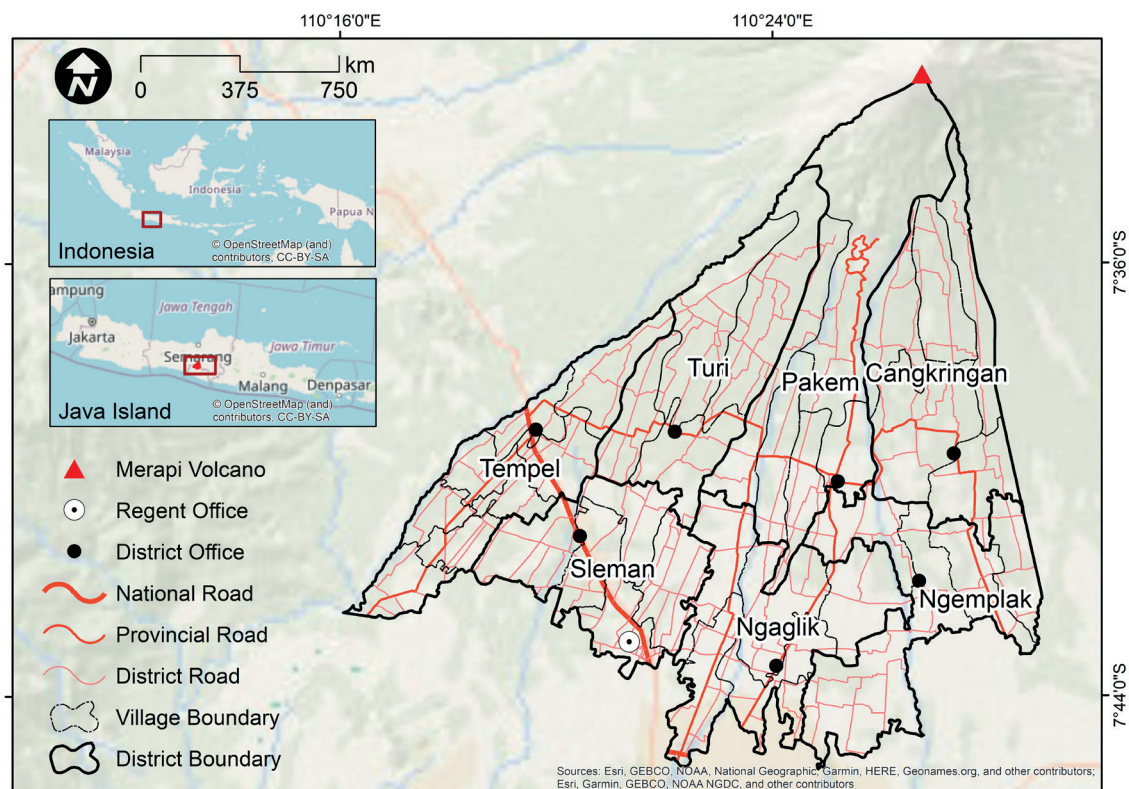 110°16'0"E
110°24'0"E
N
km
0 375 750
Malaysia
Indonesia
Papua N
Indonesia
© OpenStreetMap (and)
contributors, CC-BY-SA
ampung
Jawa Tengah
Jakarta
Semarang
Jawa Timur
Malang
Denpasar
Java Island
© OpenStreetMap (and)
contributors, CC-BY-SA
Merapi Volcano
Regent Office
District Office
National Road
Provincial Road
District Road
Village Boundary
District Boundary
Turi
Pakem
Cangkringan
Tempel
Sleman
Ngaglik
Ngemplak
7°36'0"S
7°44'0"S
Sources: Esri, GEBCO, NOAA, National Geographic, Garmin, HERE, Geonames.org, and other contributors;
Esri, Garmin, GEBCO, NOAA NGDC, and other contributors